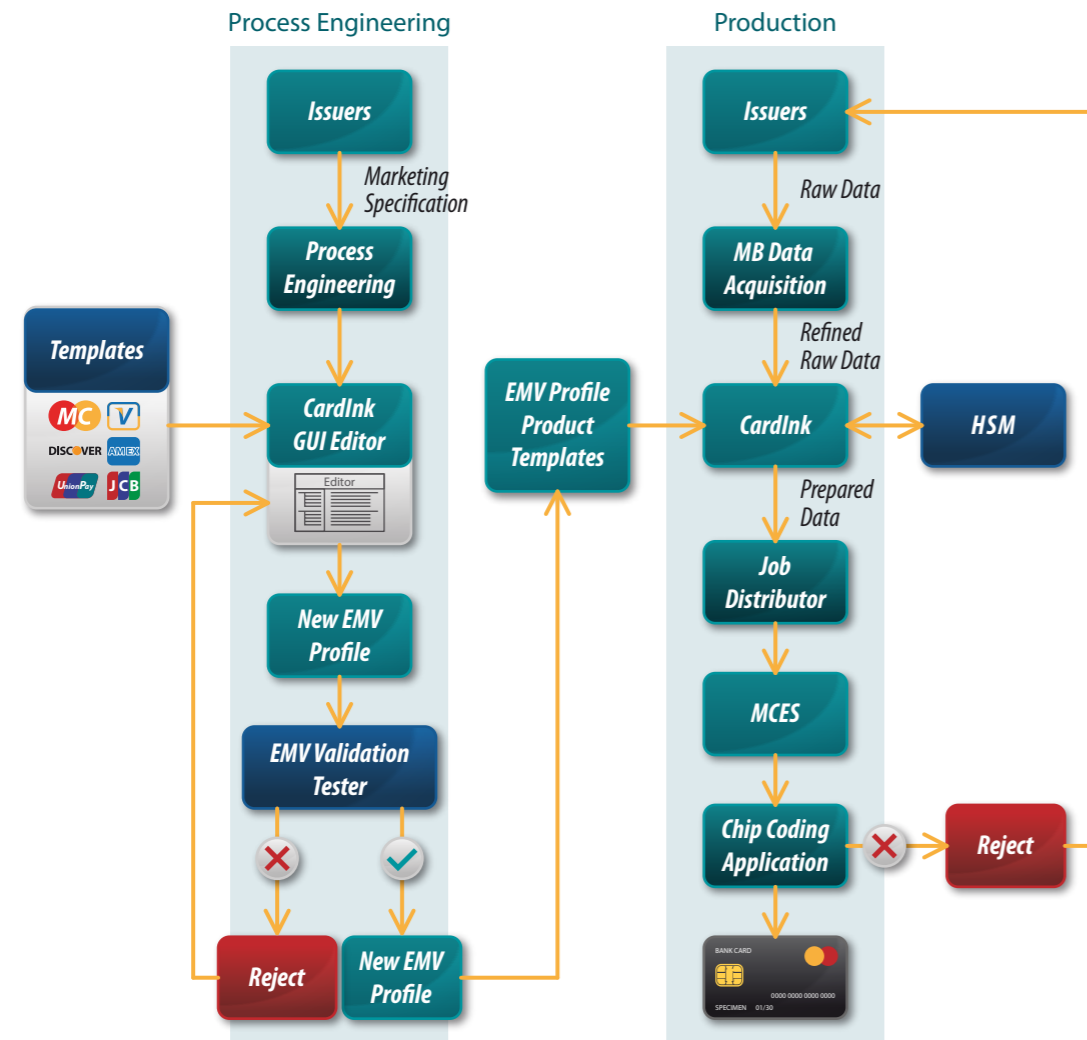 Process Engineering
Issuers
Marketing
Specification
Process
Engineering
Templates
MC
V
DISCOVER
AMEX
UnionPay
JCB
CardInk
GUI Editor
Editor
New EMV
Profile
EMV Validation
Tester
Reject
New EMV
Profile
EMV Profile
Product
Templates
Production
Issuers
Raw Data
MB Data
Acquisition
Refined
Raw Data
CardInk
HSM
Prepared
Data
Job
Distributor
MCES
Chip Coding
Application
Reject
BANK CARD
0000 0000 0000 0000
SPECIMEN 01/30